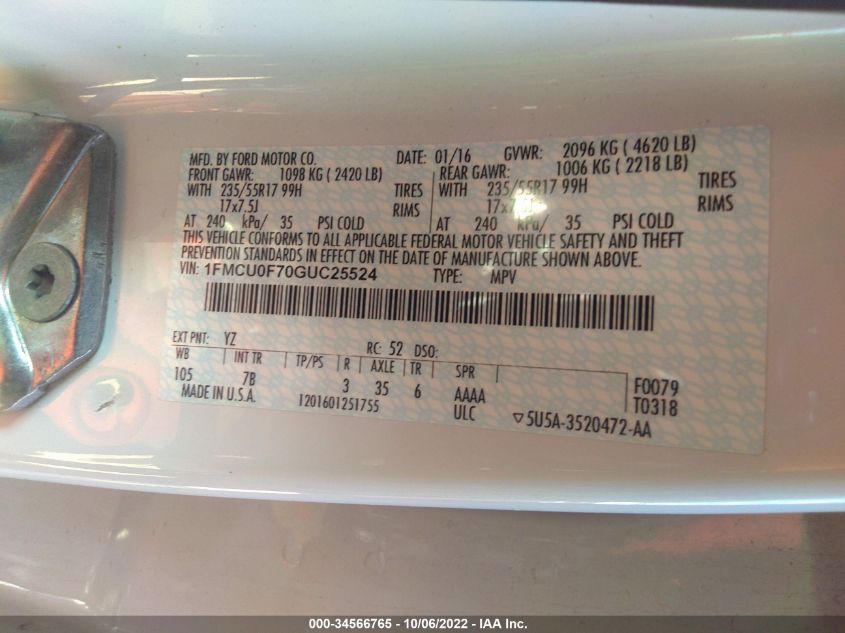 MFD. BY FORD MOTOR CO. DATE: 01/16 GVWR: 2096 KG ( 4620 LB)
FRONT GAWR: 1098 KG ( 2420 LB) REAR GAWR: 1006 KG ( 2218 LB)
WITH 235/55R17 99H TIRES WITH 235/55R17 99H TIRES
17x7.5J RIMS 17x7.5J RIMS
AT 240 kPa/ 35 PSI COLD AT 240 kPa/ 35 PSI COLD
THIS VEHICLE CONFORMS TO ALL APPLICABLE FEDERAL MOTOR VEHICLE SAFETY AND THEFT
PREVENTION STANDARDS IN EFFECT ON THE DATE OF MANUFACTURE SHOWN ABOVE.
VIN: 1FMCU0F70GUC25524 TYPE: MPV
EXT PNT: YZ RC: 52 DSO:
WB INT TR TP/PS R AXLE TR SPR
105 7B 3 35 6 AAAA F0079
MADE IN U.S.A. 1201601251755 ULC T0318
▽5U5A-3520472-AA
000-34566765 - 10/06/2022 - IAA Inc.